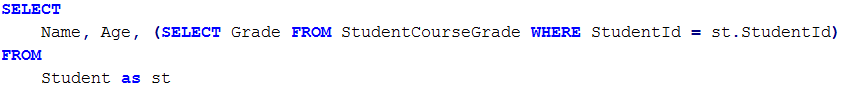 SELECT
Name, Age, (SELECT Grade FROM StudentCourseGrade WHERE StudentId = st.StudentId)
FROM
Student as st